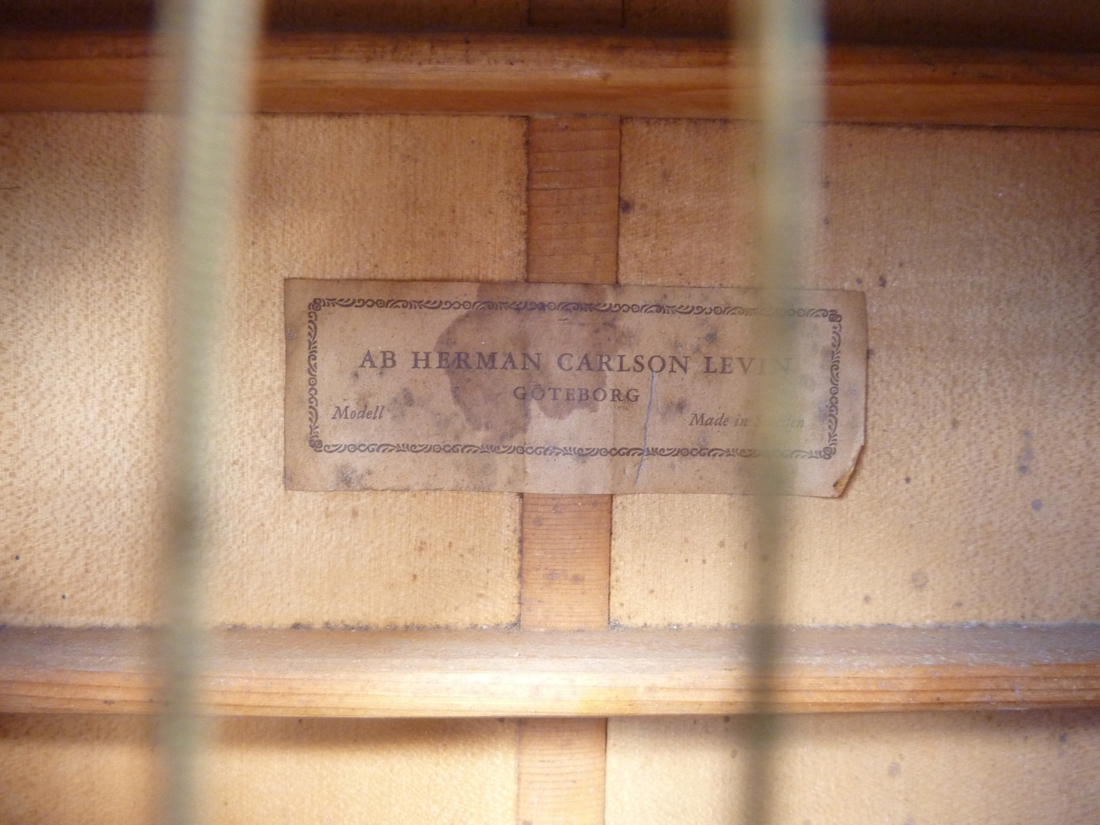 AB HERMAN CARLSON LEVIN
GÖTEBORG
Modell
Made in Sweden